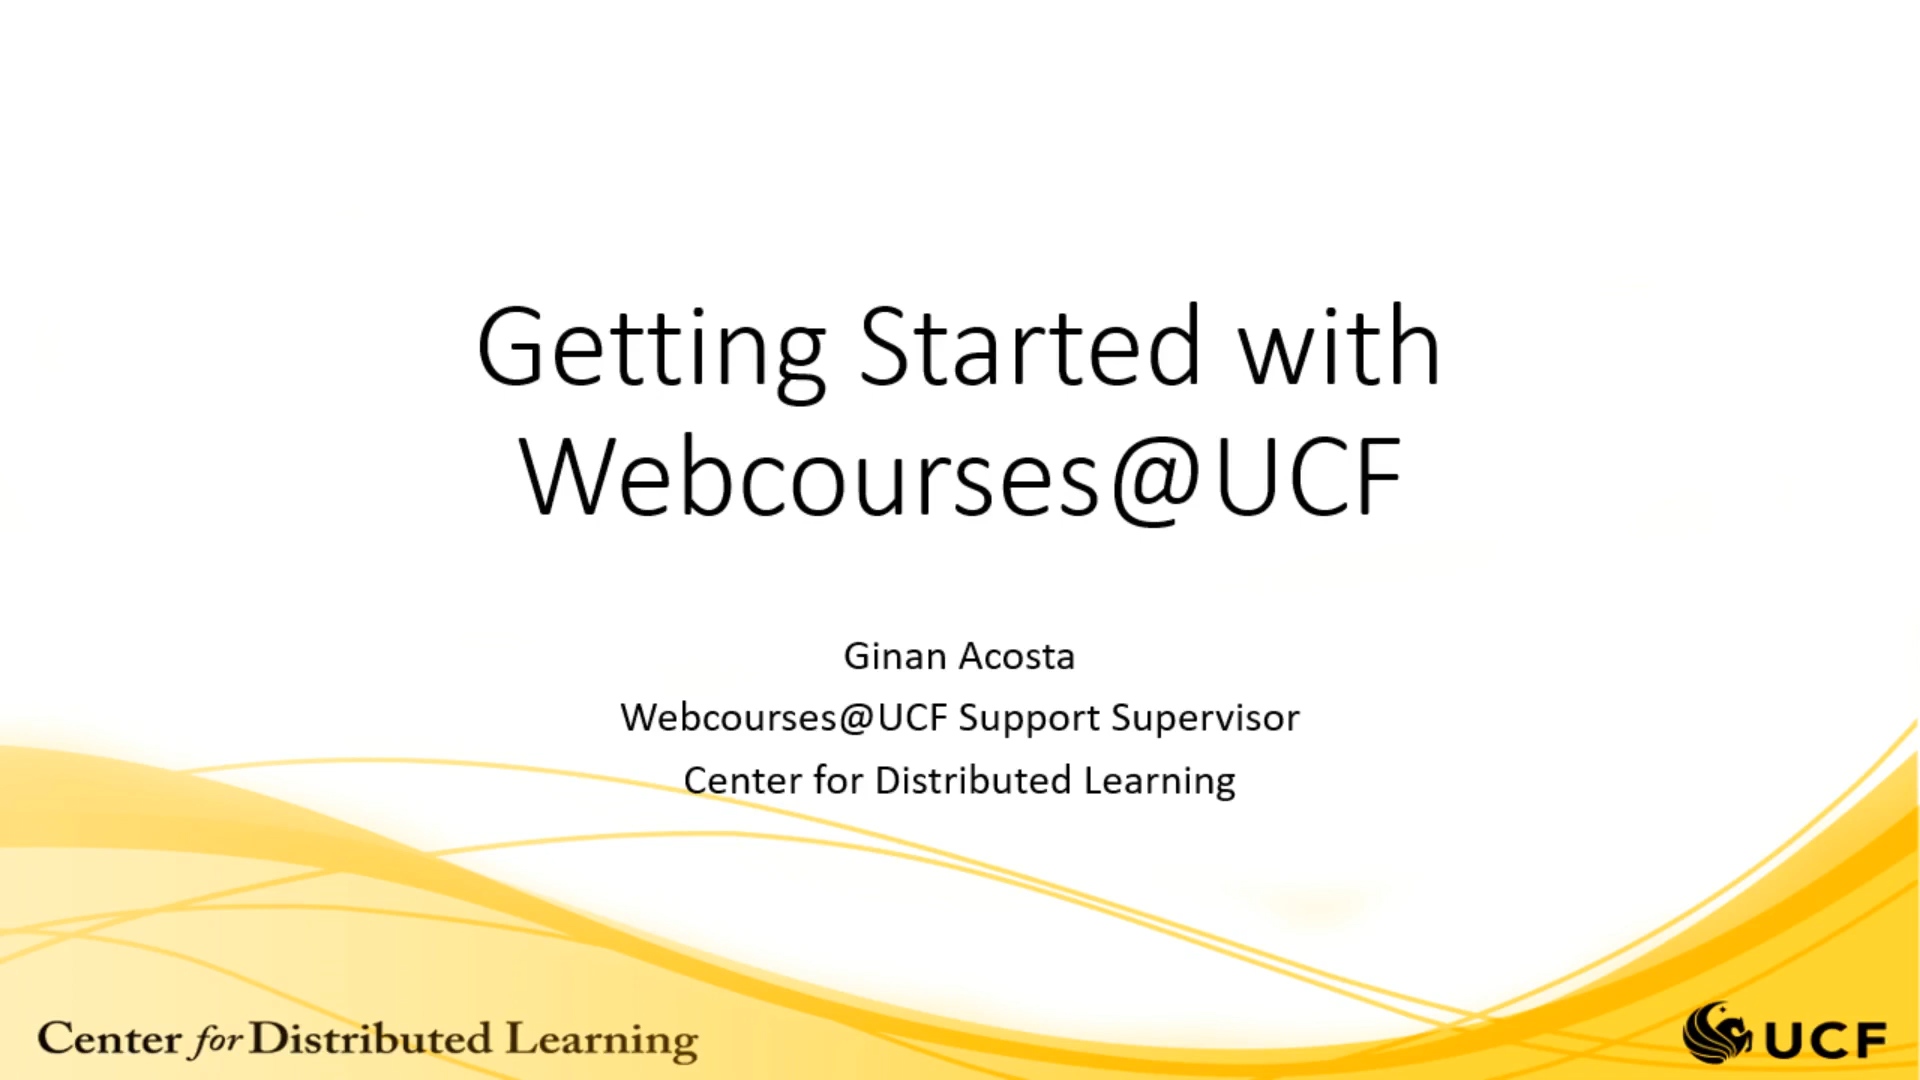 Getting Started with
Webcourses@UCF
Ginan Acosta
Webcourses@UCF Support Supervisor
Center for Distributed Learning
Center for Distributed Learning
UCF